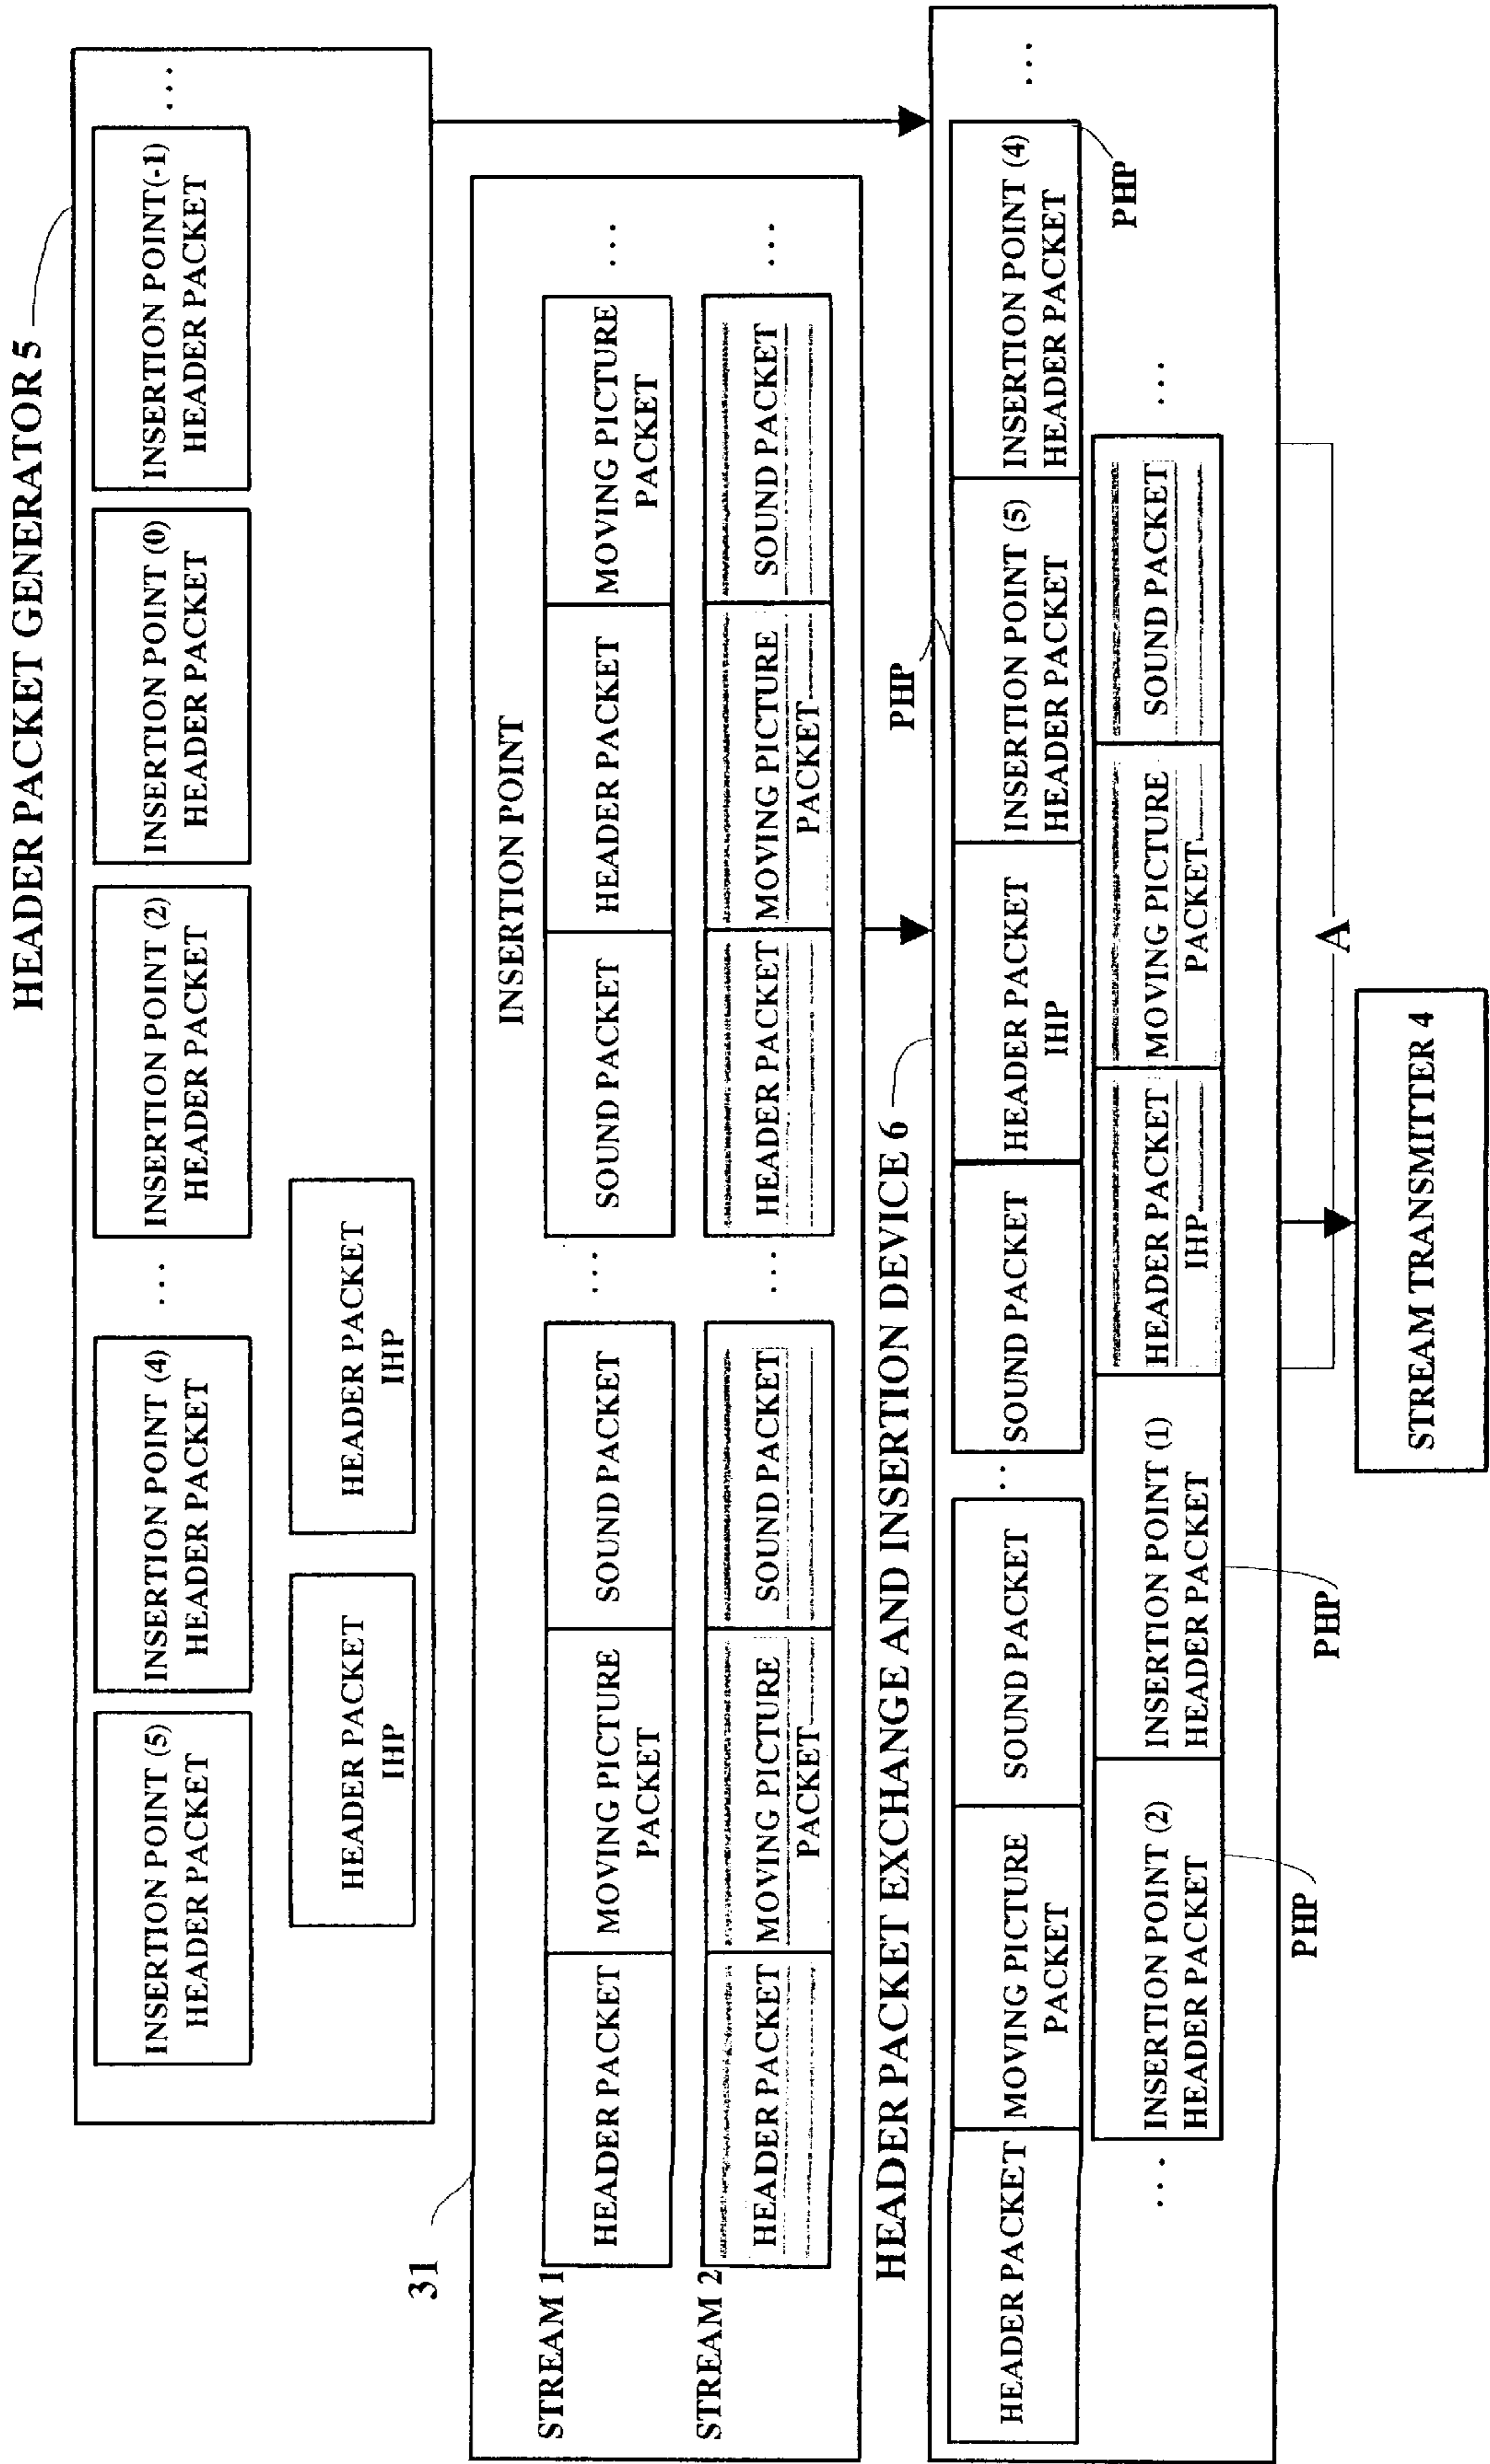 HEADER PACKET GENERATOR 5
INSERTION POINT (5)
HEADER PACKET
INSERTION POINT (4)
HEADER PACKET
...
INSERTION POINT (2)
HEADER PACKET
INSERTION POINT (0)
HEADER PACKET
INSERTION POINT(-1)
HEADER PACKET
...
HEADER PACKET
IHP
HEADER PACKET
IHP
31
INSERTION POINT
STREAM 1
HEADER PACKET
MOVING PICTURE
PACKET
SOUND PACKET
...
SOUND PACKET
HEADER PACKET
MOVING PICTURE
PACKET
...
STREAM 2
HEADER PACKET
MOVING PICTURE
PACKET
SOUND PACKET
...
HEADER PACKET
MOVING PICTURE
PACKET
SOUND PACKET
...
HEADER PACKET EXCHANGE AND INSERTION DEVICE 6
PHP
HEADER PACKET
MOVING PICTURE
PACKET
SOUND PACKET
..
SOUND PACKET
HEADER PACKET
IHP
INSERTION POINT (5)
HEADER PACKET
INSERTION POINT (4)
HEADER PACKET
...
PHP
...
INSERTION POINT (2)
HEADER PACKET
INSERTION POINT (1)
HEADER PACKET
HEADER PACKET
IHP
MOVING PICTURE
PACKET
SOUND PACKET
...
PHP
PHP
A
STREAM TRANSMITTER 4